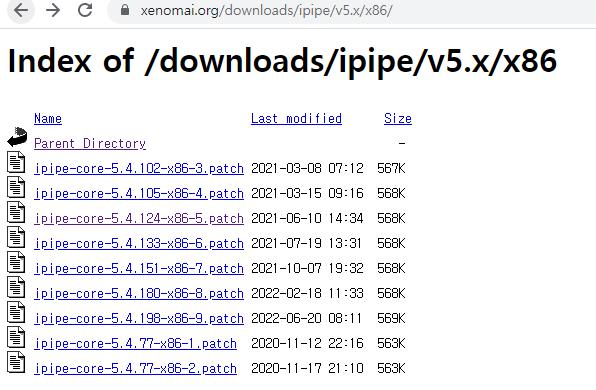 xenomai.org/downloads/ipipe/v5.x/x86/
Index of /downloads/ipipe/v5.x/x86
Name Last modified Size
Parent Directory -
ipipe-core-5.4.102-x86-3.patch 2021-03-08 07:12 567K
ipipe-core-5.4.105-x86-4.patch 2021-03-15 09:16 568K
ipipe-core-5.4.124-x86-5.patch 2021-06-10 14:34 568K
ipipe-core-5.4.133-x86-6.patch 2021-07-19 13:31 568K
ipipe-core-5.4.151-x86-7.patch 2021-10-07 19:32 568K
ipipe-core-5.4.180-x86-8.patch 2022-02-18 11:33 568K
ipipe-core-5.4.198-x86-9.patch 2022-06-20 08:11 569K
ipipe-core-5.4.77-x86-1.patch 2020-11-12 22:16 563K
ipipe-core-5.4.77-x86-2.patch 2020-11-17 21:10 563K